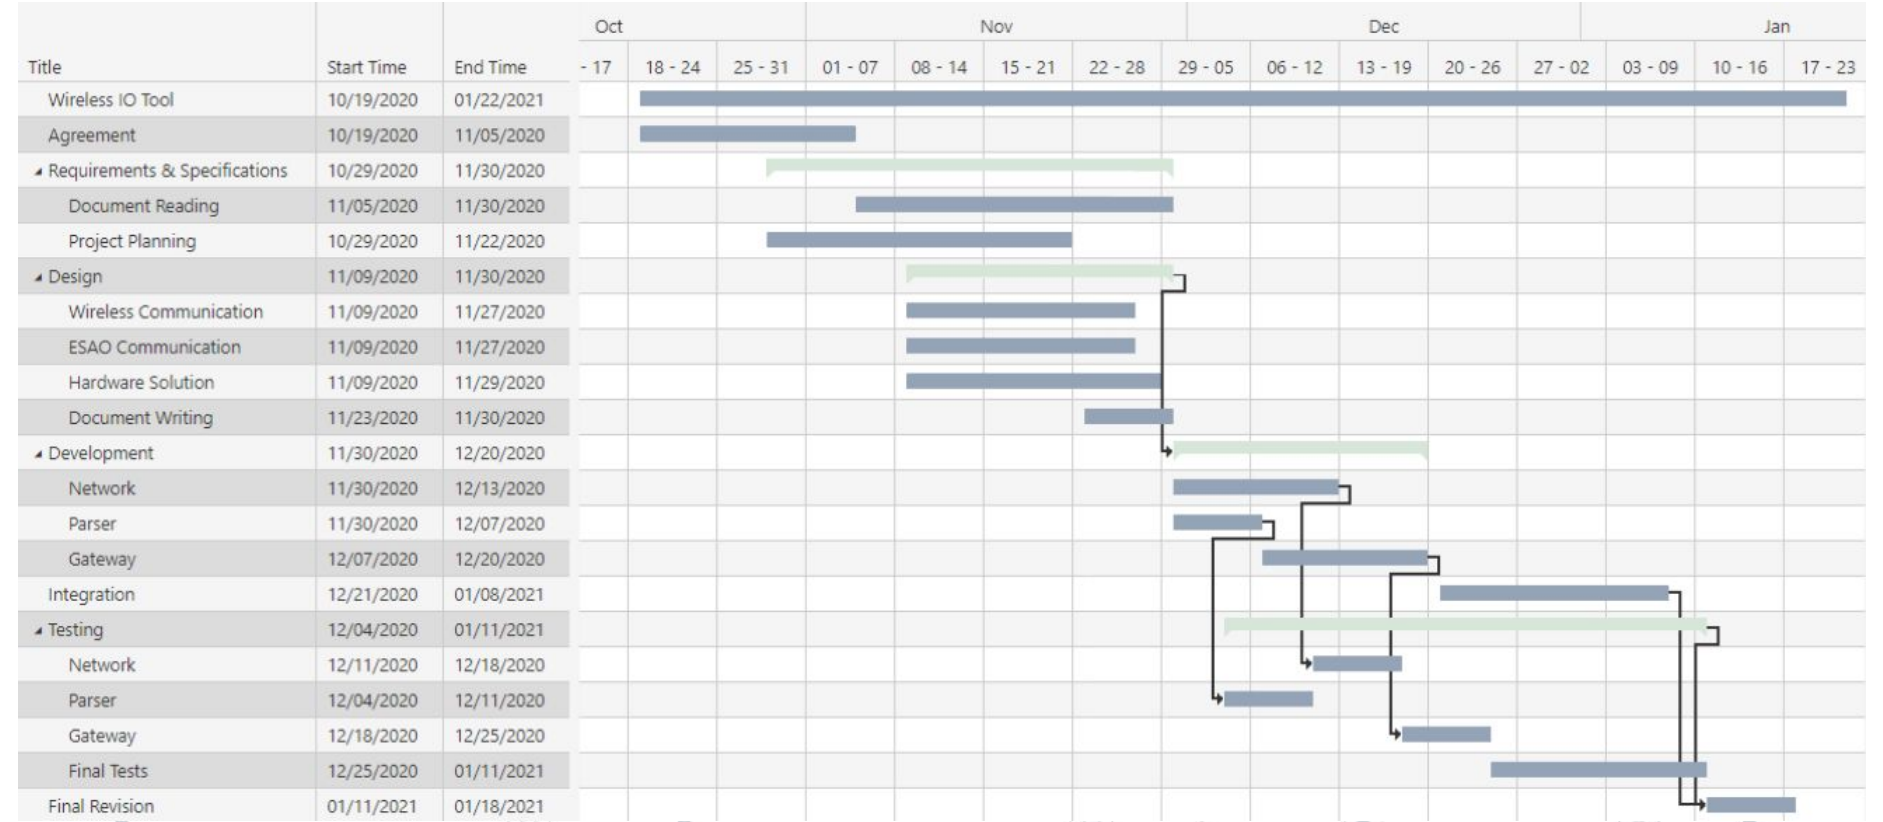 Oct Nov Dec Jan
Title Start Time End Time - 17 18 - 24 25 - 31 01 - 07 08 - 14 15 - 21 22 - 28 29 - 05 06 - 12 13 - 19 20 - 26 27 - 02 03 - 09 10 - 16 17 - 23
Wireless IO Tool 10/19/2020 01/22/2021
Agreement 10/19/2020 11/05/2020
Requirements & Specifications 10/29/2020 11/30/2020
Document Reading 11/05/2020 11/30/2020
Project Planning 10/29/2020 11/22/2020
Design 11/09/2020 11/30/2020
Wireless Communication 11/09/2020 11/27/2020
ESAO Communication 11/09/2020 11/27/2020
Hardware Solution 11/09/2020 11/29/2020
Document Writing 11/23/2020 11/30/2020
Development 11/30/2020 12/20/2020
Network 11/30/2020 12/13/2020
Parser 11/30/2020 12/07/2020
Gateway 12/07/2020 12/20/2020
Integration 12/21/2020 01/08/2021
Testing 12/04/2020 01/11/2021
Network 12/11/2020 12/18/2020
Parser 12/04/2020 12/11/2020
Gateway 12/18/2020 12/25/2020
Final Tests 12/25/2020 01/11/2021
Final Revision 01/11/2021 01/18/2021